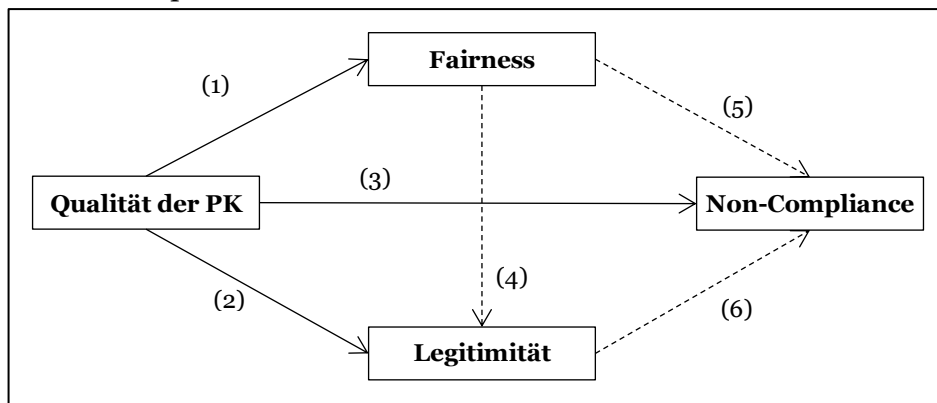 Fairness
(1)
(5)
(3)
Qualität der PK
Non-Compliance
(4)
(2)
(6)
Legitimität